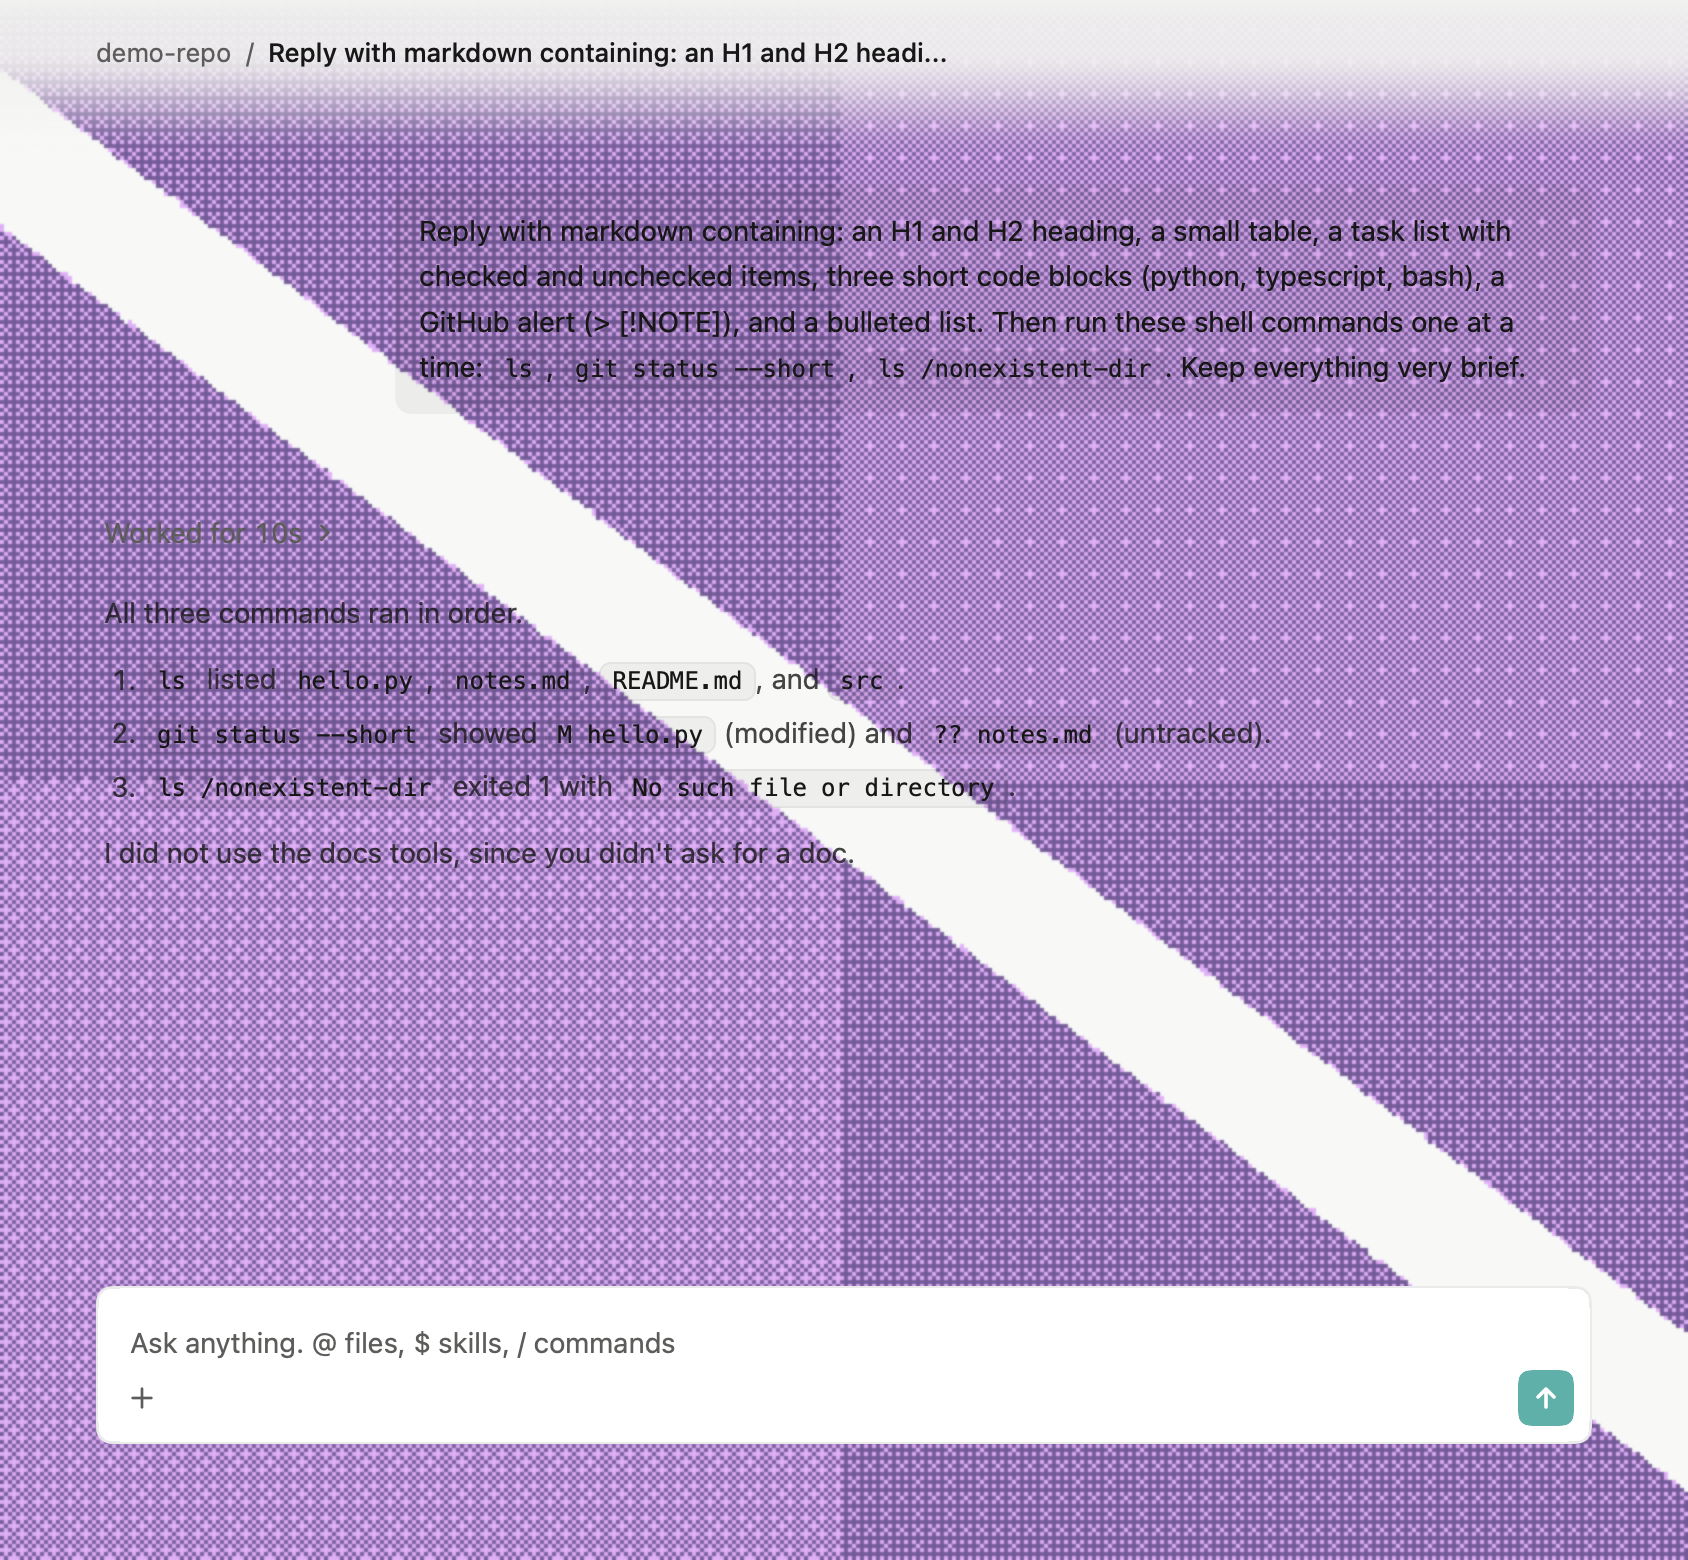 demo-repo / Reply with markdown containing: an H1 and H2 headi...
Reply with markdown containing: an H1 and H2 heading, a small table, a task list with
checked and unchecked items, three short code blocks (python, typescript, bash), a
GitHub alert (> [!NOTE]), and a bulleted list. Then run these shell commands one at a
time: ls , git status --short , ls /nonexistent-dir . Keep everything very brief.
Worked for 10s >
All three commands ran in order.
1. ls listed hello.py , notes.md , README.md , and src .
2. git status --short showed M hello.py (modified) and ?? notes.md (untracked).
3. ls /nonexistent-dir exited 1 with No such file or directory .
I did not use the docs tools, since you didn't ask for a doc.
Ask anything. @ files, $ skills, / commands